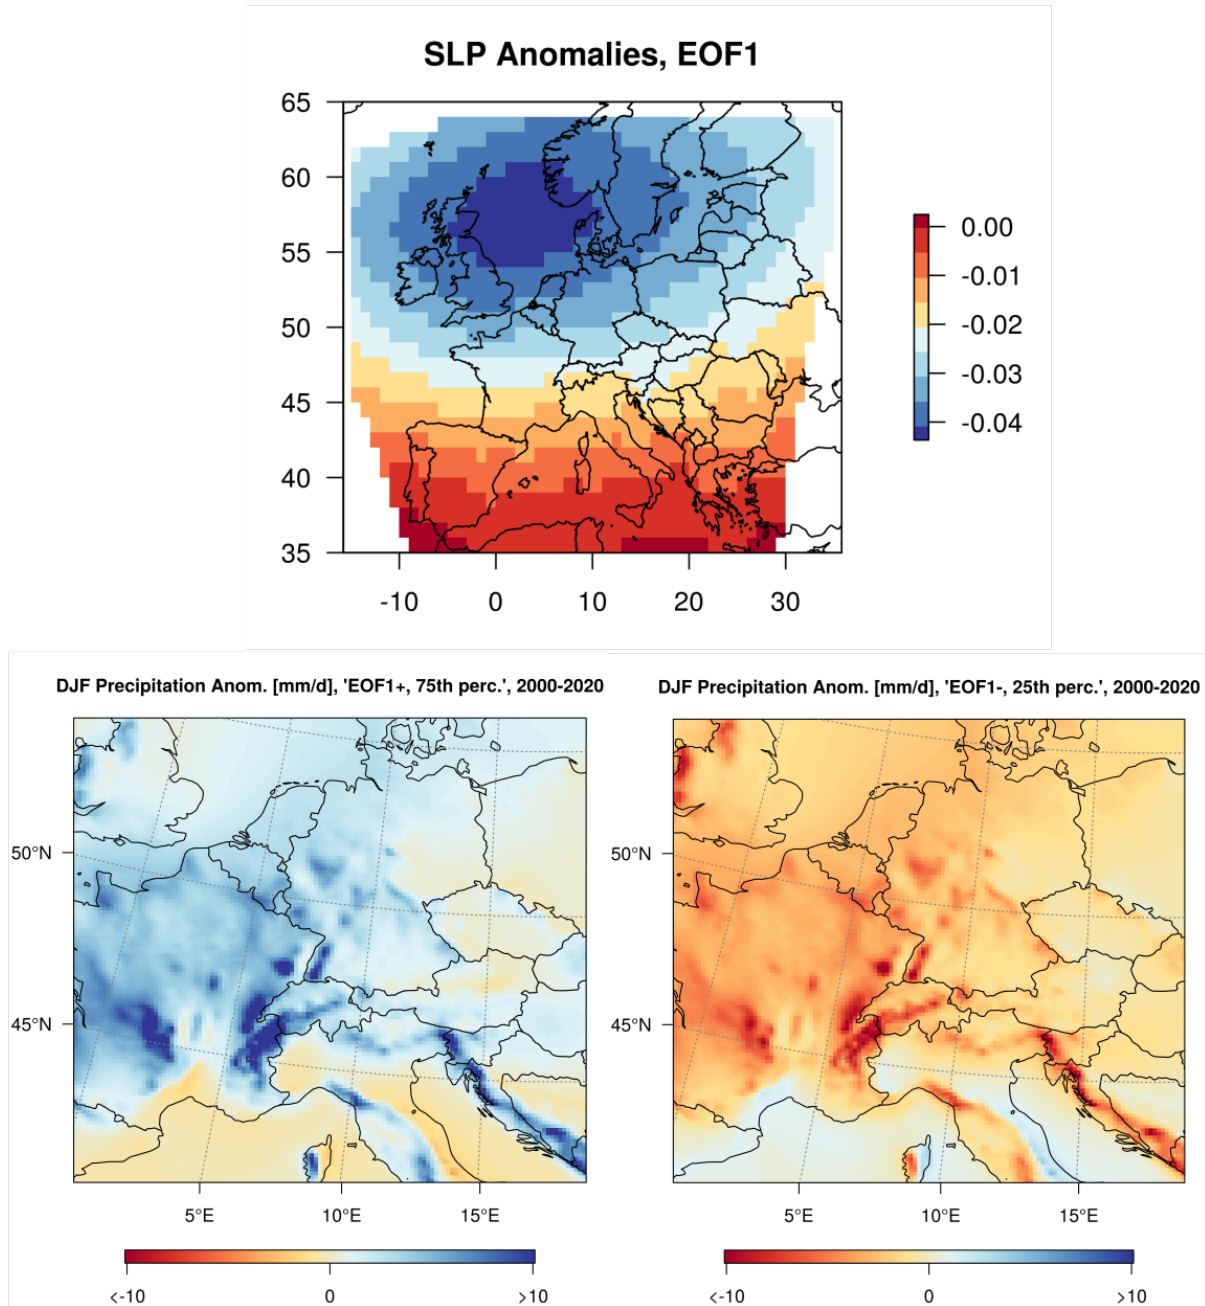 SLP Anomalies, EOF1
65
60
55
50
45
40
35
-10 0 10 20 30
0.00
-0.01
-0.02
-0.03
-0.04
DJF Precipitation Anom. [mm/d], 'EOF1+, 75th perc.', 2000-2020
50°N
45°N
5°E 10°E 15°E
<-10 0 >10
DJF Precipitation Anom. [mm/d], 'EOF1-, 25th perc.', 2000-2020
50°N
45°N
5°E 10°E 15°E
<-10 0 >10